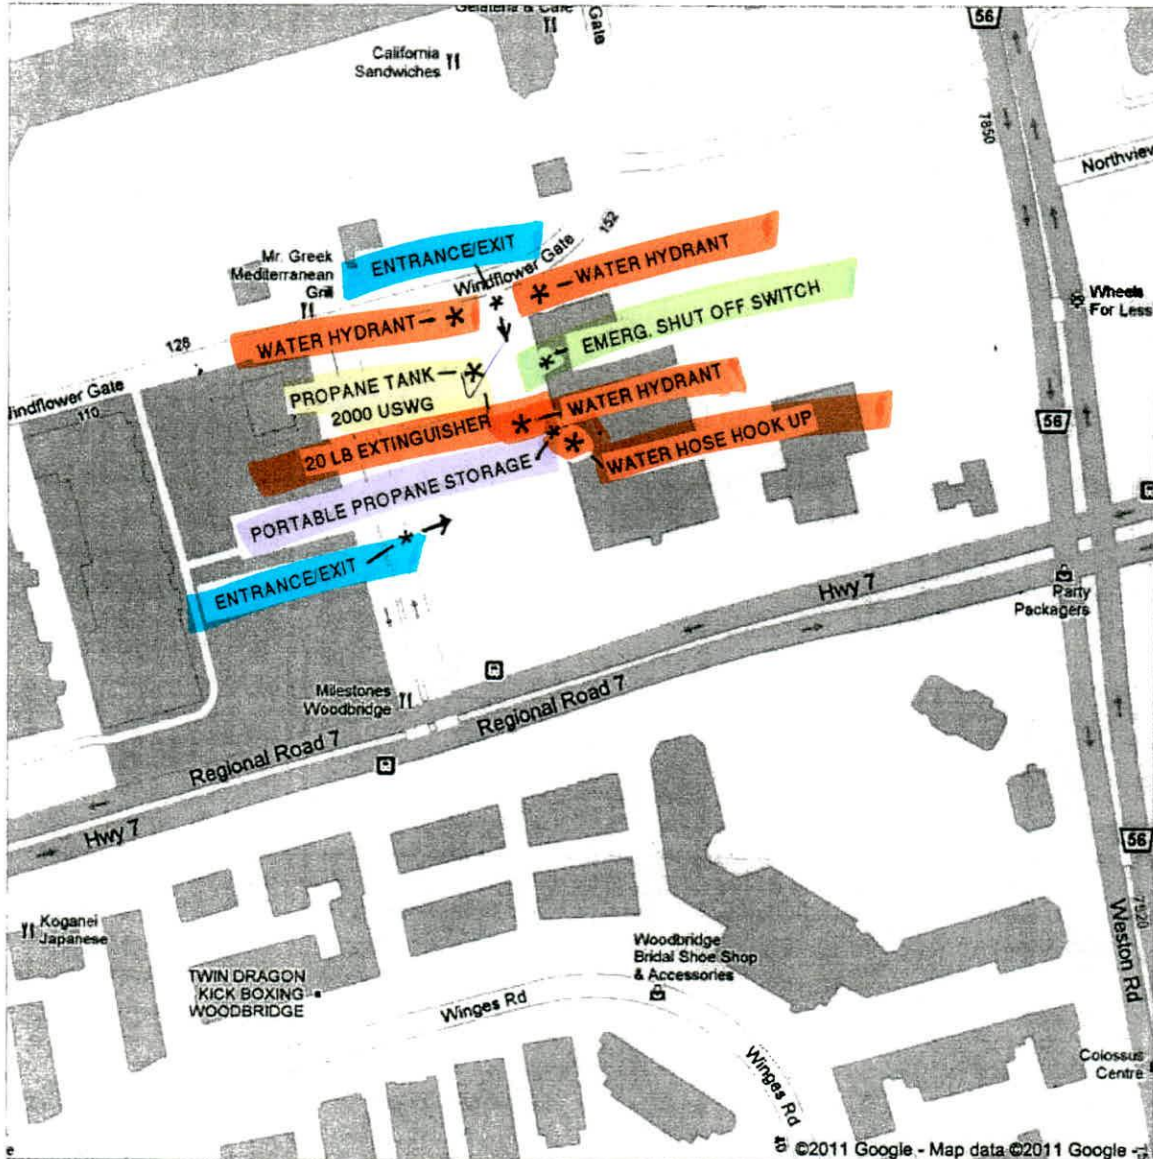 Gelateria & Cafe
Gate
56
California
Sandwiches
7850
Northview
152
ENTRANCE/EXIT
Windflower Gate
WATER HYDRANT
Mr. Greek
Mediterranean
Grill
Wheels
For Less
EMERG. SHUT OFF SWITCH
WATER HYDRANT
128
PROPANE TANK
2000 USWG
WATER HYDRANT
Windflower Gate
110
56
20 LB EXTINGUISHER
WATER HOSE HOOK UP
PORTABLE PROPANE STORAGE
ENTRANCE/EXIT
Hwy 7
Party
Packagers
Milestones
Woodbridge
Regional Road 7
Regional Road 7
Hwy 7
56
7620
Weston Rd
Koganei
Japanese
Woodbridge
Bridal Shoe Shop
& Accessories
TWIN DRAGON
KICK BOXING
WOODBRIDGE
Winges Rd
Winges Rd
Colossus
Centre
40
©2011 Google - Map data ©2011 Google -